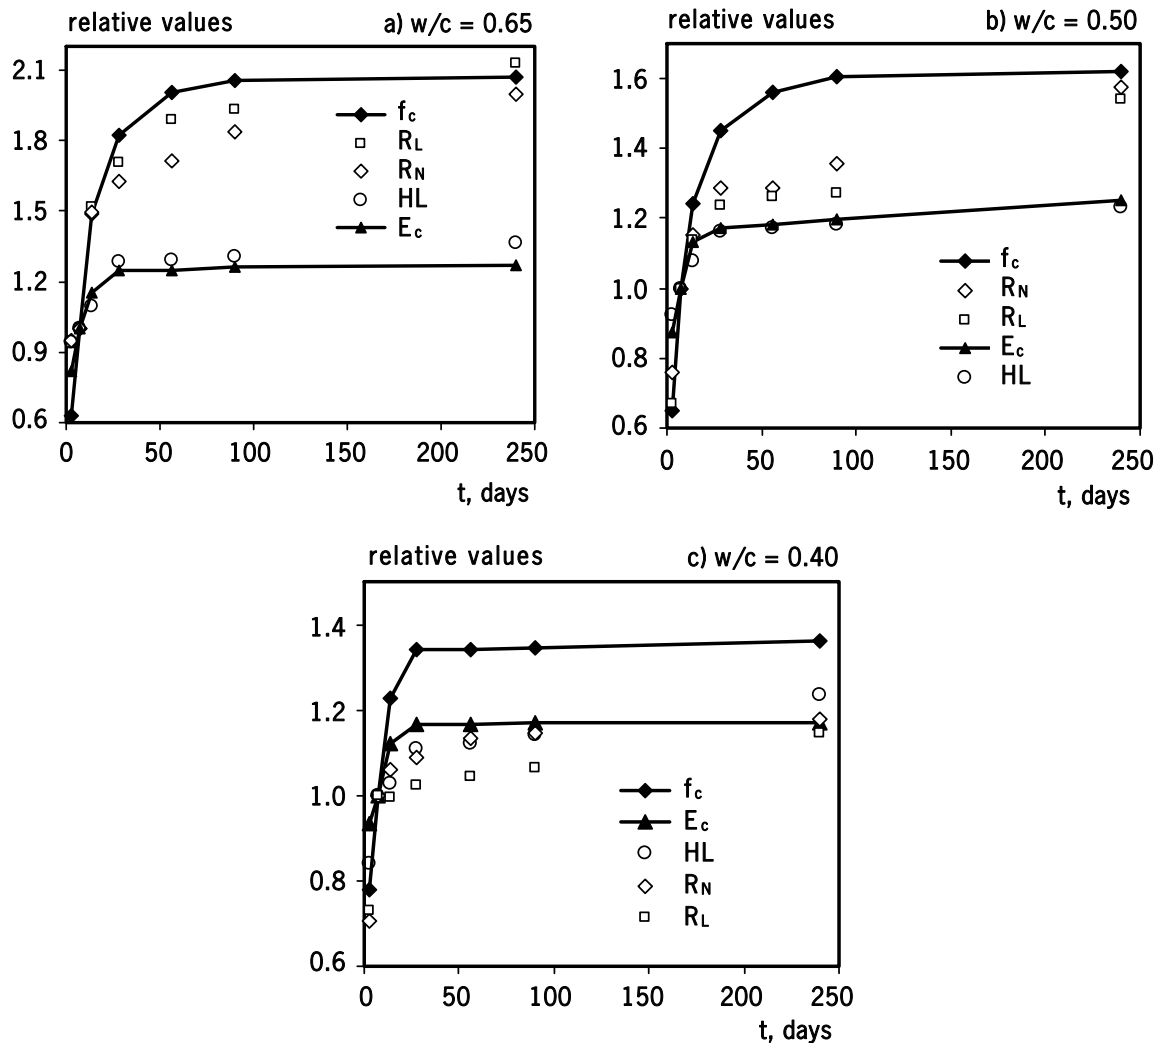 relative values a) w/c = 0.65
2.1
1.8
1.5
1.2
0.9
0.6
fc
RL
RN
HL
Ec
0 50 100 150 200 250
t, days
relative values b) w/c = 0.50
1.6
1.4
1.2
1.0
0.8
0.6
fc
RN
RL
Ec
HL
0 50 100 150 200 250
t, days
relative values c) w/c = 0.40
1.4
1.2
1.0
0.8
0.6
fc
Ec
HL
RN
RL
0 50 100 150 200 250
t, days